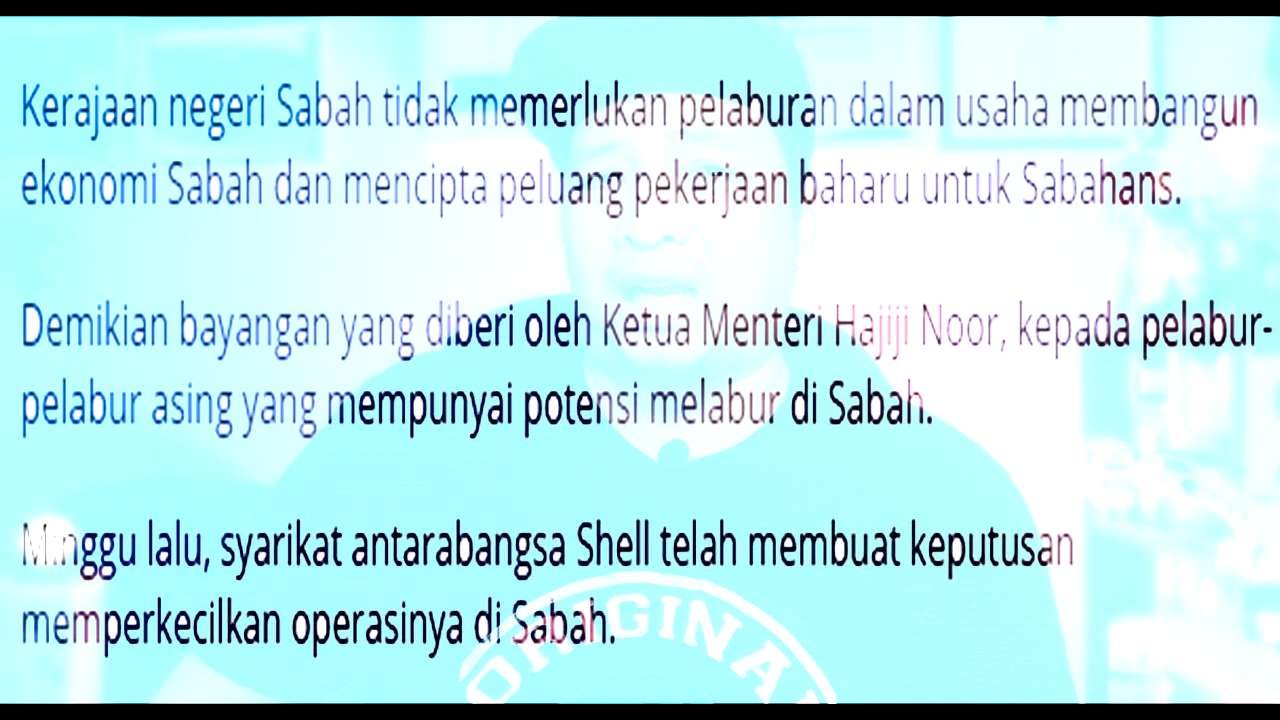 Kerajaan negeri Sabah tidak memerlukan pelaburan dalam usaha membangun
ekonomi Sabah dan mencipta peluang pekerjaan baharu untuk Sabahans.
Demikian bayangan yang diberi oleh Ketua Menteri Hajiji Noor, kepada pelabur-
pelabur asing yang mempunyai potensi melabur di Sabah.
Minggu lalu, syarikat antarabangsa Shell telah membuat keputusan
memperkecilkan operasinya di Sabah.
ORIGINAL